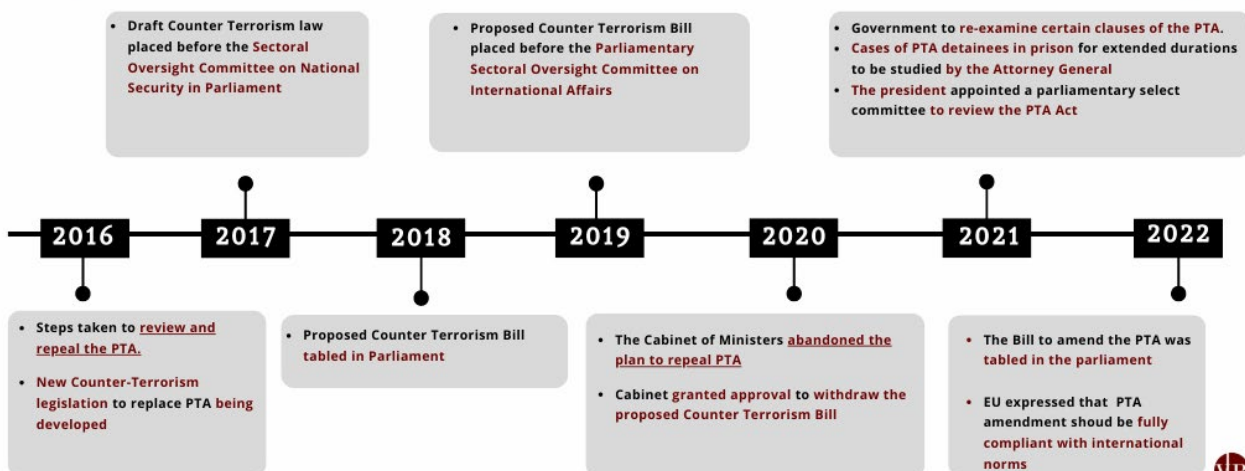 • Draft Counter Terrorism law
placed before the Sectoral
Oversight Committee on National
Security in Parliament
• Proposed Counter Terrorism Bill
placed before the Parliamentary
Sectoral Oversight Committee on
International Affairs
• Government to re-examine certain clauses of the PTA.
• Cases of PTA detainees in prison for extended durations
to be studied by the Attorney General
• The president appointed a parliamentary select
committee to review the PTA Act
2016
2017
2018
2019
2020
2021
2022
• Steps taken to review and
repeal the PTA.
• New Counter-Terrorism
legislation to replace PTA being
developed
• Proposed Counter Terrorism Bill
tabled in Parliament
• The Cabinet of Ministers abandoned the
plan to repeal PTA
• Cabinet granted approval to withdraw the
proposed Counter Terrorism Bill
• The Bill to amend the PTA was
tabled in the parliament
• EU expressed that PTA
amendment shoud be fully
compliant with international
norms